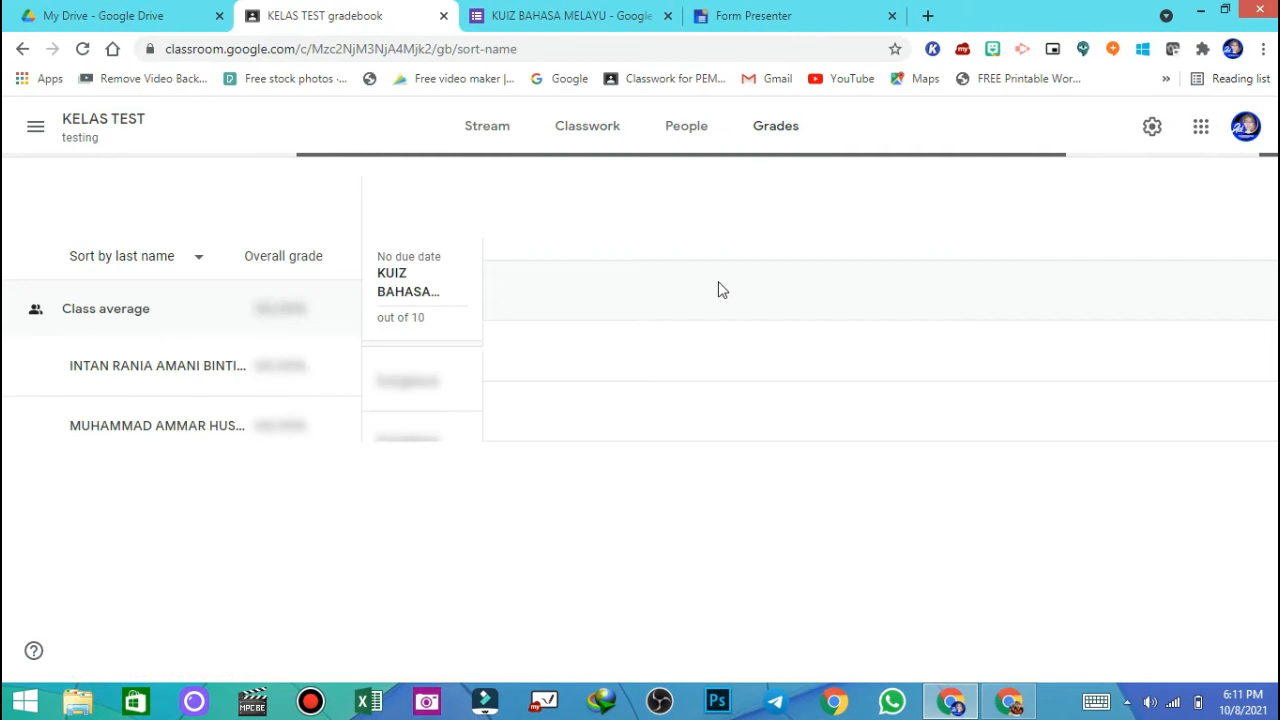 My Drive - Google Drive
KELAS TEST gradebook
KUIZ BAHASA MELAYU - Google
Form Presenter
classroom.google.com/c/Mzc2NjM3NjA4Mjk2/gb/sort-name
Apps
Remove Video Back...
Free stock photos ·...
Free video maker |...
Google
Classwork for PEM...
Gmail
YouTube
Maps
FREE Printable Wor...
»
Reading list
KELAS TEST
testing
Stream
Classwork
People
Grades
Sort by last name
Overall grade
No due date
KUIZ
BAHASA...
out of 10
Class average
INTAN RANIA AMANI BINTI...
MUHAMMAD AMMAR HUS...
MPC BE
my
Ps
6:11 PM
10/8/2021